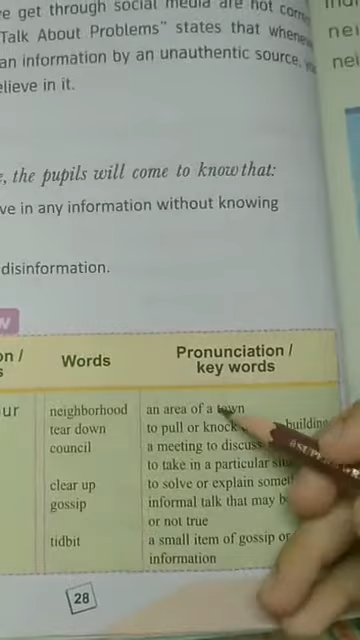 e get through social media are not
Talk About Problems" states that
an information by an unauthentic source,
elieve in it.
e, the pupils will come to know that:
ve in any information without knowing
disinformation.
on /
Words
Pronunciation /
key words
ur
neighborhood an area of a town
tear down to pull or knock building
council a meeting to discuss
to take in a particular
clear up to solve or explain
gossip informal talk that may
or not true
tidbit a small item of gossip or
information
28
nei
nei